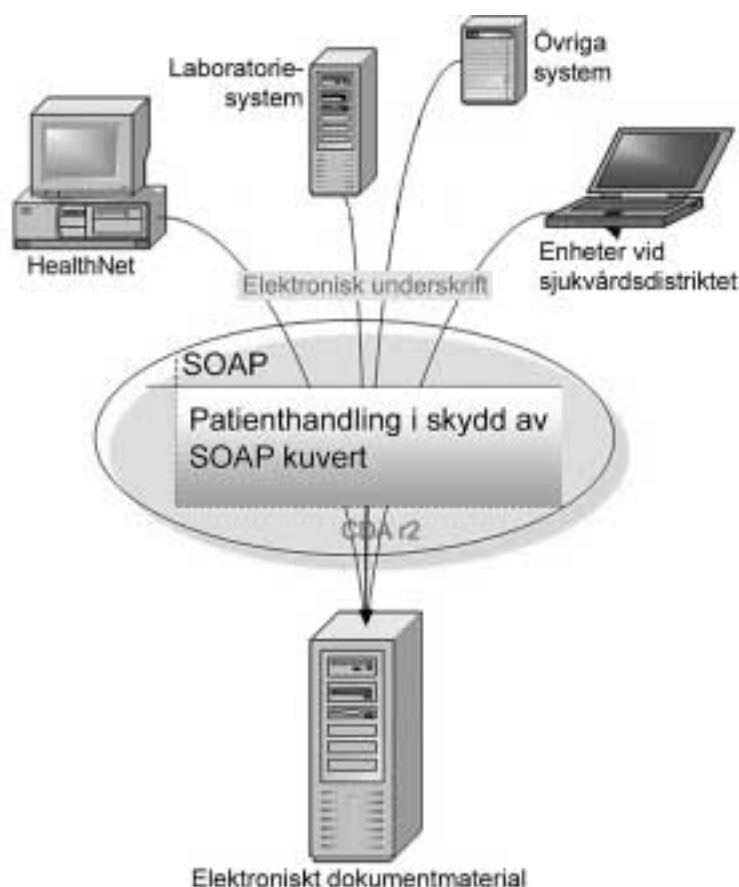 Övriga
system
Laboratorie-
system
HealthNet
Enheter vid
sjukvårdsdistriktet
Elektronisk underskrift
SOAP
Patienthandling i skydd av
SOAP kuvert
CDA r2
Elektroniskt dokumentmaterial